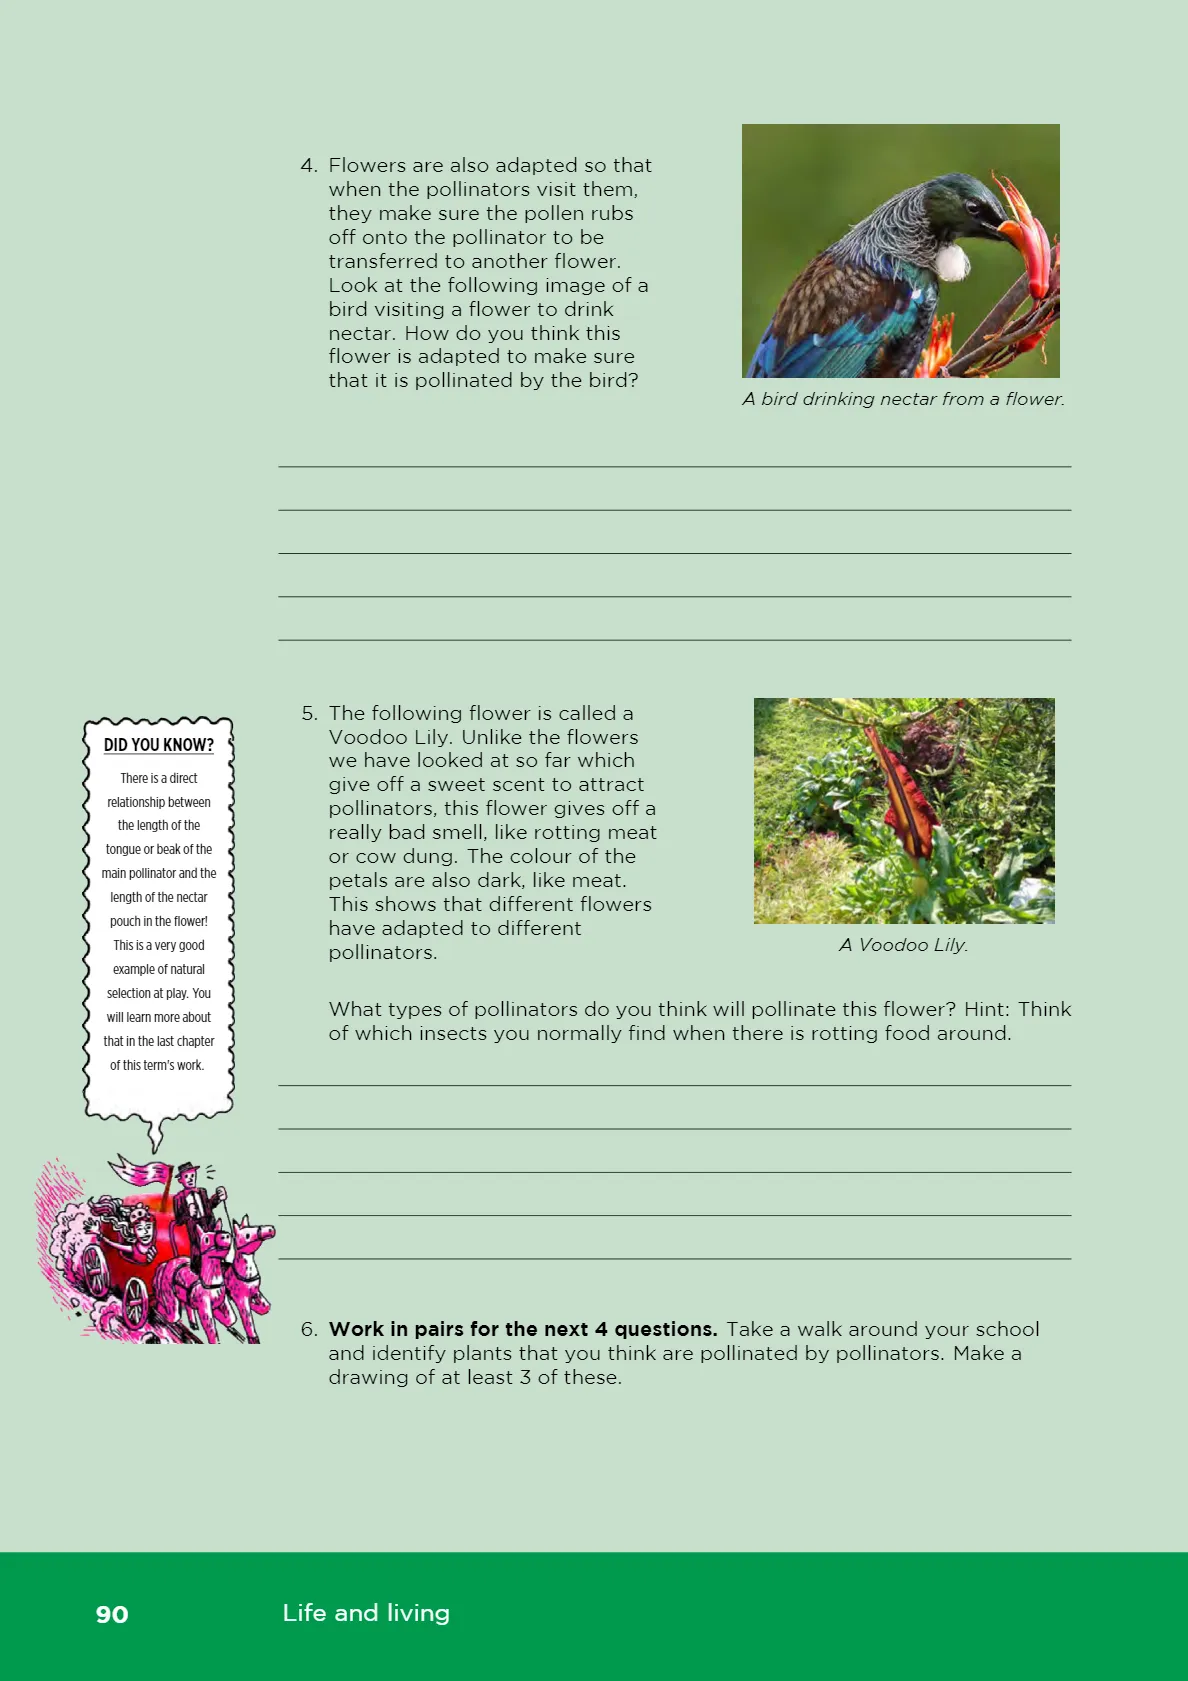 4. Flowers are also adapted so that
when the pollinators visit them,
they make sure the pollen rubs
off onto the pollinator to be
transferred to another flower.
Look at the following image of a
bird visiting a flower to drink
nectar. How do you think this
flower is adapted to make sure
that it is pollinated by the bird?
A bird drinking nectar from a flower.
5. The following flower is called a
Voodoo Lily. Unlike the flowers
we have looked at so far which
give off a sweet scent to attract
pollinators, this flower gives off a
really bad smell, like rotting meat
or cow dung. The colour of the
petals are also dark, like meat.
This shows that different flowers
have adapted to different
pollinators.
A Voodoo Lily.
What types of pollinators do you think will pollinate this flower? Hint: Think
of which insects you normally find when there is rotting food around.
DID YOU KNOW?
There is a direct
relationship between
the length of the
tongue or beak of the
main pollinator and the
length of the nectar
pouch in the flower!
This is a very good
example of natural
selection at play. You
will learn more about
that in the last chapter
of this term's work.
6. Work in pairs for the next 4 questions. Take a walk around your school
and identify plants that you think are pollinated by pollinators. Make a
drawing of at least 3 of these.
90 Life and living